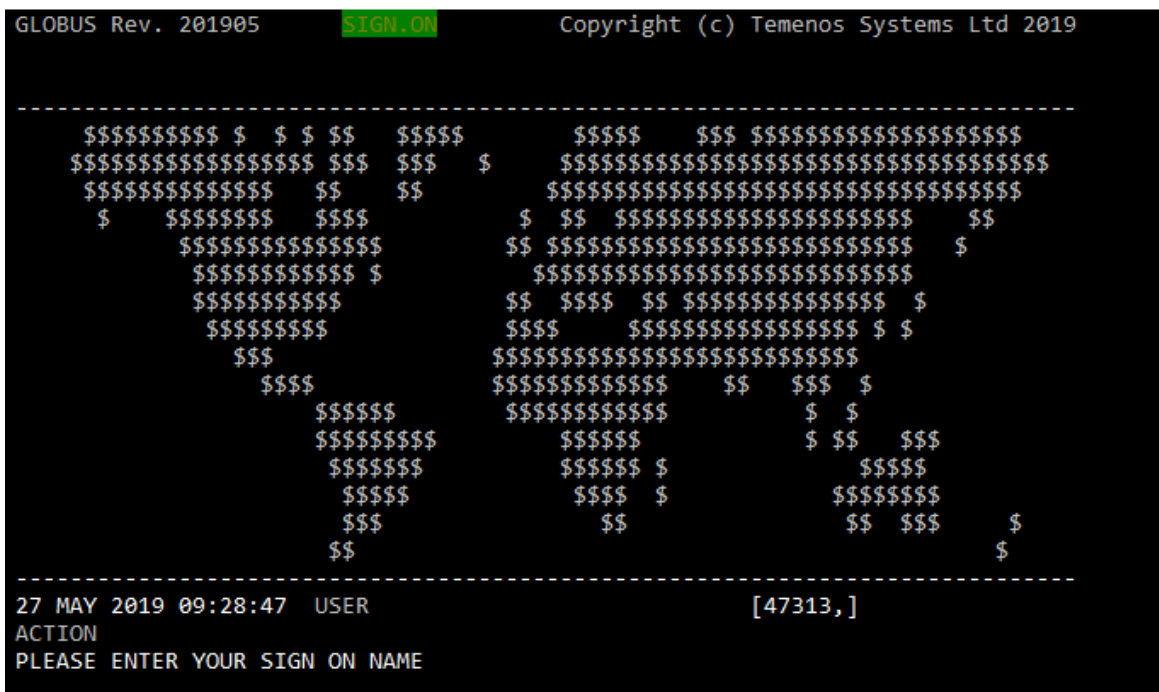 GLOBUS Rev. 201905 SIGN.ON Copyright (c) Temenos Systems Ltd 2019
-------------------------------------------------------------------------------
$$$$$$$$$$ $ $ $ $$ $$$$$ $$$$$ $$$ $$$$$$$$$$$$$$$$$$$$
$$$$$$$$$$$$$$$$$$ $$$ $$$ $ $$$$$$$$$$$$$$$$$$$$$$$$$$$$$$$$$$$$
$$$$$$$$$$$$$$ $$ $$ $$$$$$$$$$$$$$$$$$$$$$$$$$$$$$$$$$$
$ $$$$$$$$ $$$$ $ $$ $$$$$$$$$$$$$$$$$$$$$$ $$
$$$$$$$$$$$$$$$ $$ $$$$$$$$$$$$$$$$$$$$$$$$$$$ $
$$$$$$$$$$$$ $ $$$$$$$$$$$$$$$$$$$$$$$$$$$$
$$$$$$$$$$$ $$ $$$$ $$ $$$$$$$$$$$$$$$ $
$$$$$$$$$ $$$$ $$$$$$$$$$$$$$$$$ $ $
$$$ $$$$$$$$$$$$$$$$$$$$$$$$$$$
$$$$ $$$$$$$$$$$$$ $$ $$$ $
$$$$$$ $$$$$$$$$$$$ $ $
$$$$$$$$$ $$$$$$ $ $$ $$$
$$$$$$$ $$$$$$ $ $$$$$
$$$$$ $$$$ $ $$$$$$$$
$$$ $$ $$ $$$ $
$$ $
-------------------------------------------------------------------------------
27 MAY 2019 09:28:47 USER [47313,]
ACTION
PLEASE ENTER YOUR SIGN ON NAME